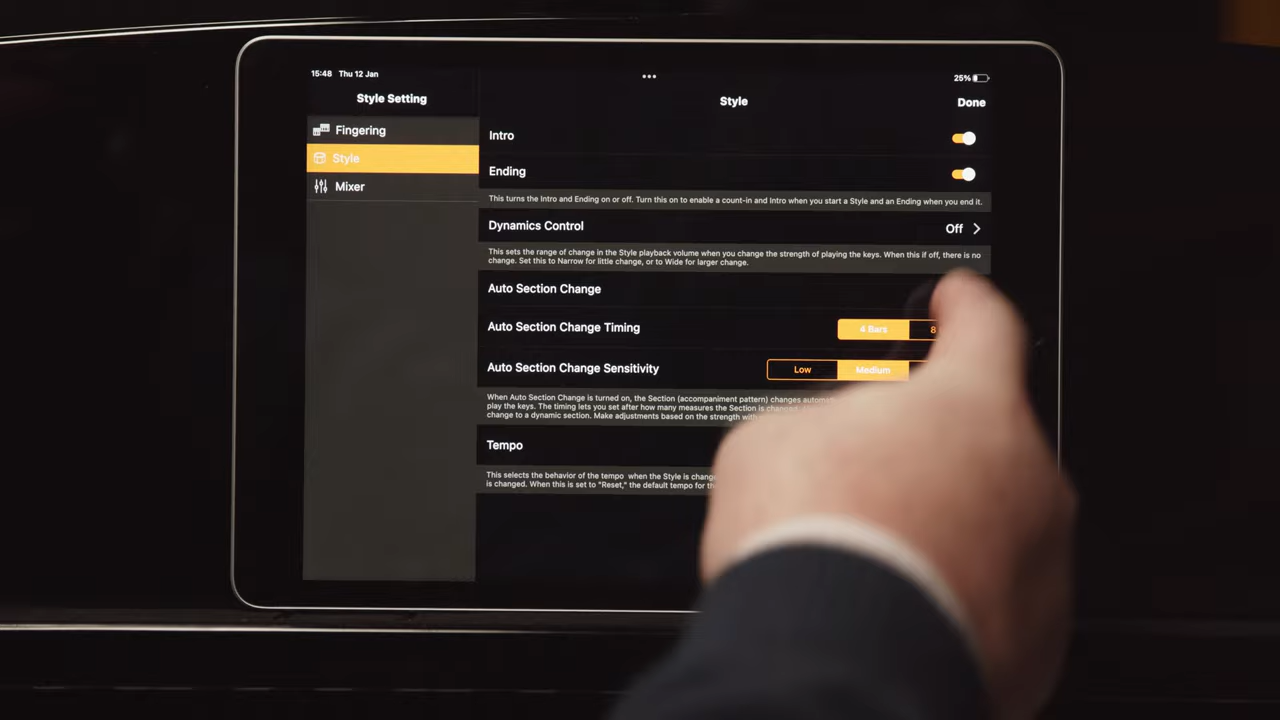 15:48 Thu 12 Jan
25%
Style Setting
Style
Done
Fingering
Style
Mixer
Intro
Ending
This turns the Intro and Ending on or off. Turn this on to enable a count-in and Intro when you start a Style and an Ending when you end it.
Dynamics Control
Off
This sets the range of change in the Style playback volume when you change the strength of playing the keys. When this if off, there is no
change. Set this to Narrow for little change, or to Wide for larger change.
Auto Section Change
Auto Section Change Timing
4 Bars
8
Auto Section Change Sensitivity
Low
Medium
When Auto Section Change is turned on, the Section (accompaniment pattern) changes
play the keys. The timing lets you set after how many measures the Section is changed.
change to a dynamic section. Make adjustments based on the strength
Tempo
This selects the behavior of the tempo when the Style is
is changed. When this is set to "Reset," the default tempo for